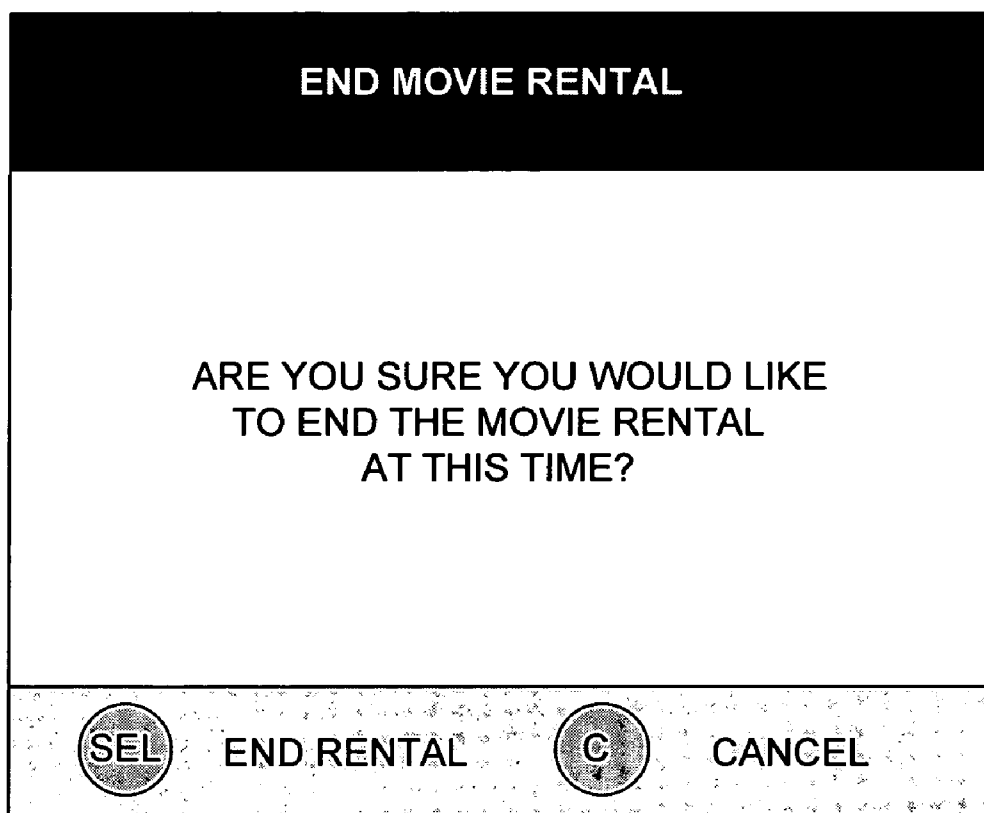 END MOVIE RENTAL
ARE YOU SURE YOU WOULD LIKE
TO END THE MOVIE RENTAL
AT THIS TIME?
SEL END RENTAL C CANCEL